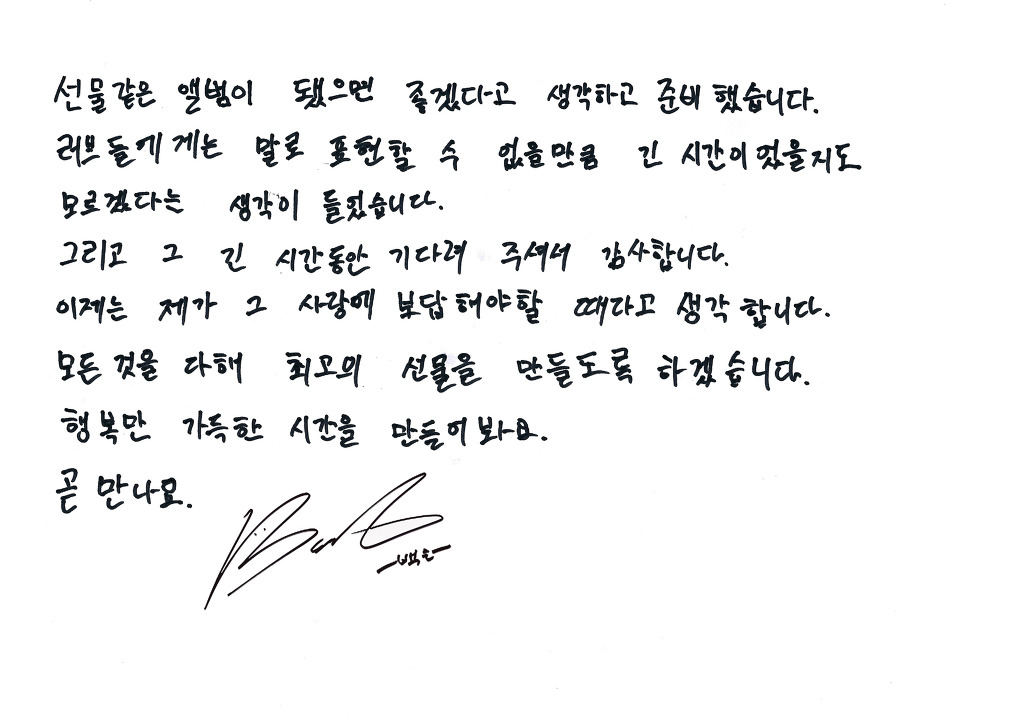 선물같은 앨범이 됐으면 좋겠다고 생각하고 준비했습니다.
러브들에게는 말로 표현할 수 없을만큼 긴 시간이었을지도
모르겠다는 생각이 들었습니다.
그리고 그 긴 시간동안 기다려 주셔서 감사합니다.
이제는 제가 그 사랑에 보답해야할 때다고 생각합니다.
모든 것을 다해 최고의 선물을 만들도록 하겠습니다.
행복만 가득한 시간을 만들어봐요.
곧 만나요.